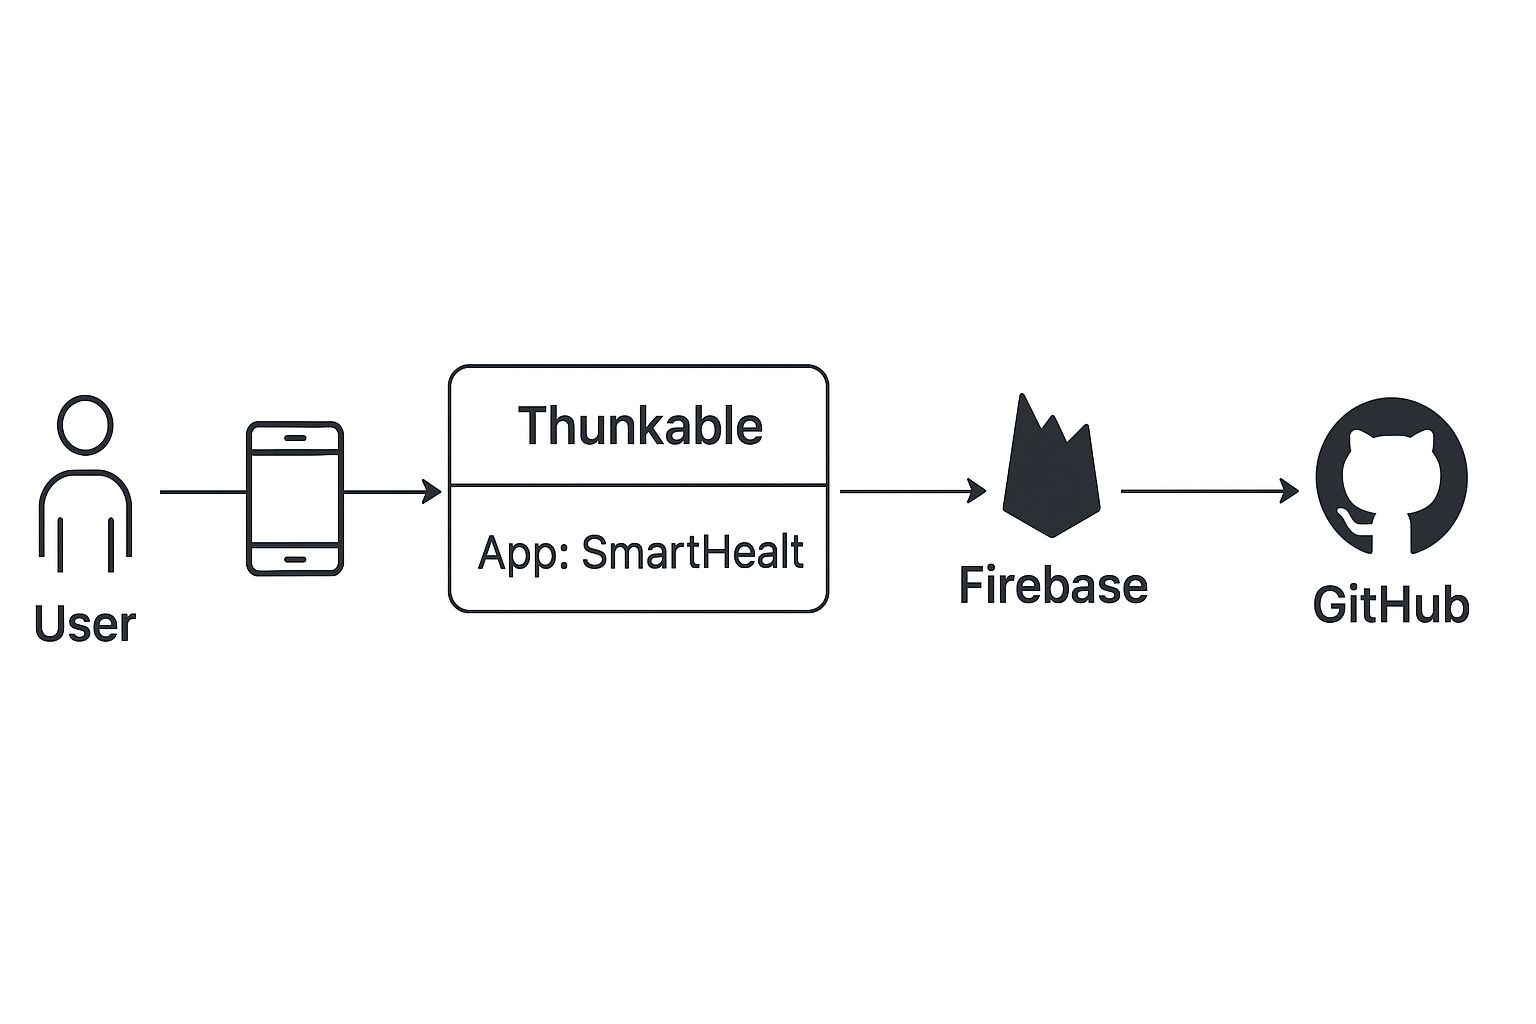 Thunkable
App: SmartHealt
User
Firebase
GitHub